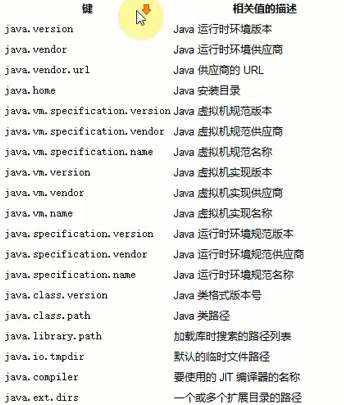 键 相关值的描述
java.version Java 运行时环境版本
java.vendor Java 运行时环境供应商
java.vendor.url Java 供应商的 URL
java.home Java 安装目录
java.vm.specification.version Java 虚拟机规范版本
java.vm.specification.vendor Java 虚拟机规范供应商
java.vm.specification.name Java 虚拟机规范名称
java.vm.version Java 虚拟机实现版本
java.vm.vendor Java 虚拟机实现供应商
java.vm.name Java 虚拟机实现名称
java.specification.version Java 运行时环境规范版本
java.specification.vendor Java 运行时环境规范供应商
java.specification.name Java 运行时环境规范名称
java.class.version Java 类格式版本号
java.class.path Java 类路径
java.library.path 加载库时搜索的路径列表
java.io.tmpdir 默认的临时文件路径
java.compiler 要使用的 JIT 编译器的名称
java.ext.dirs 一个或多个扩展目录的路径